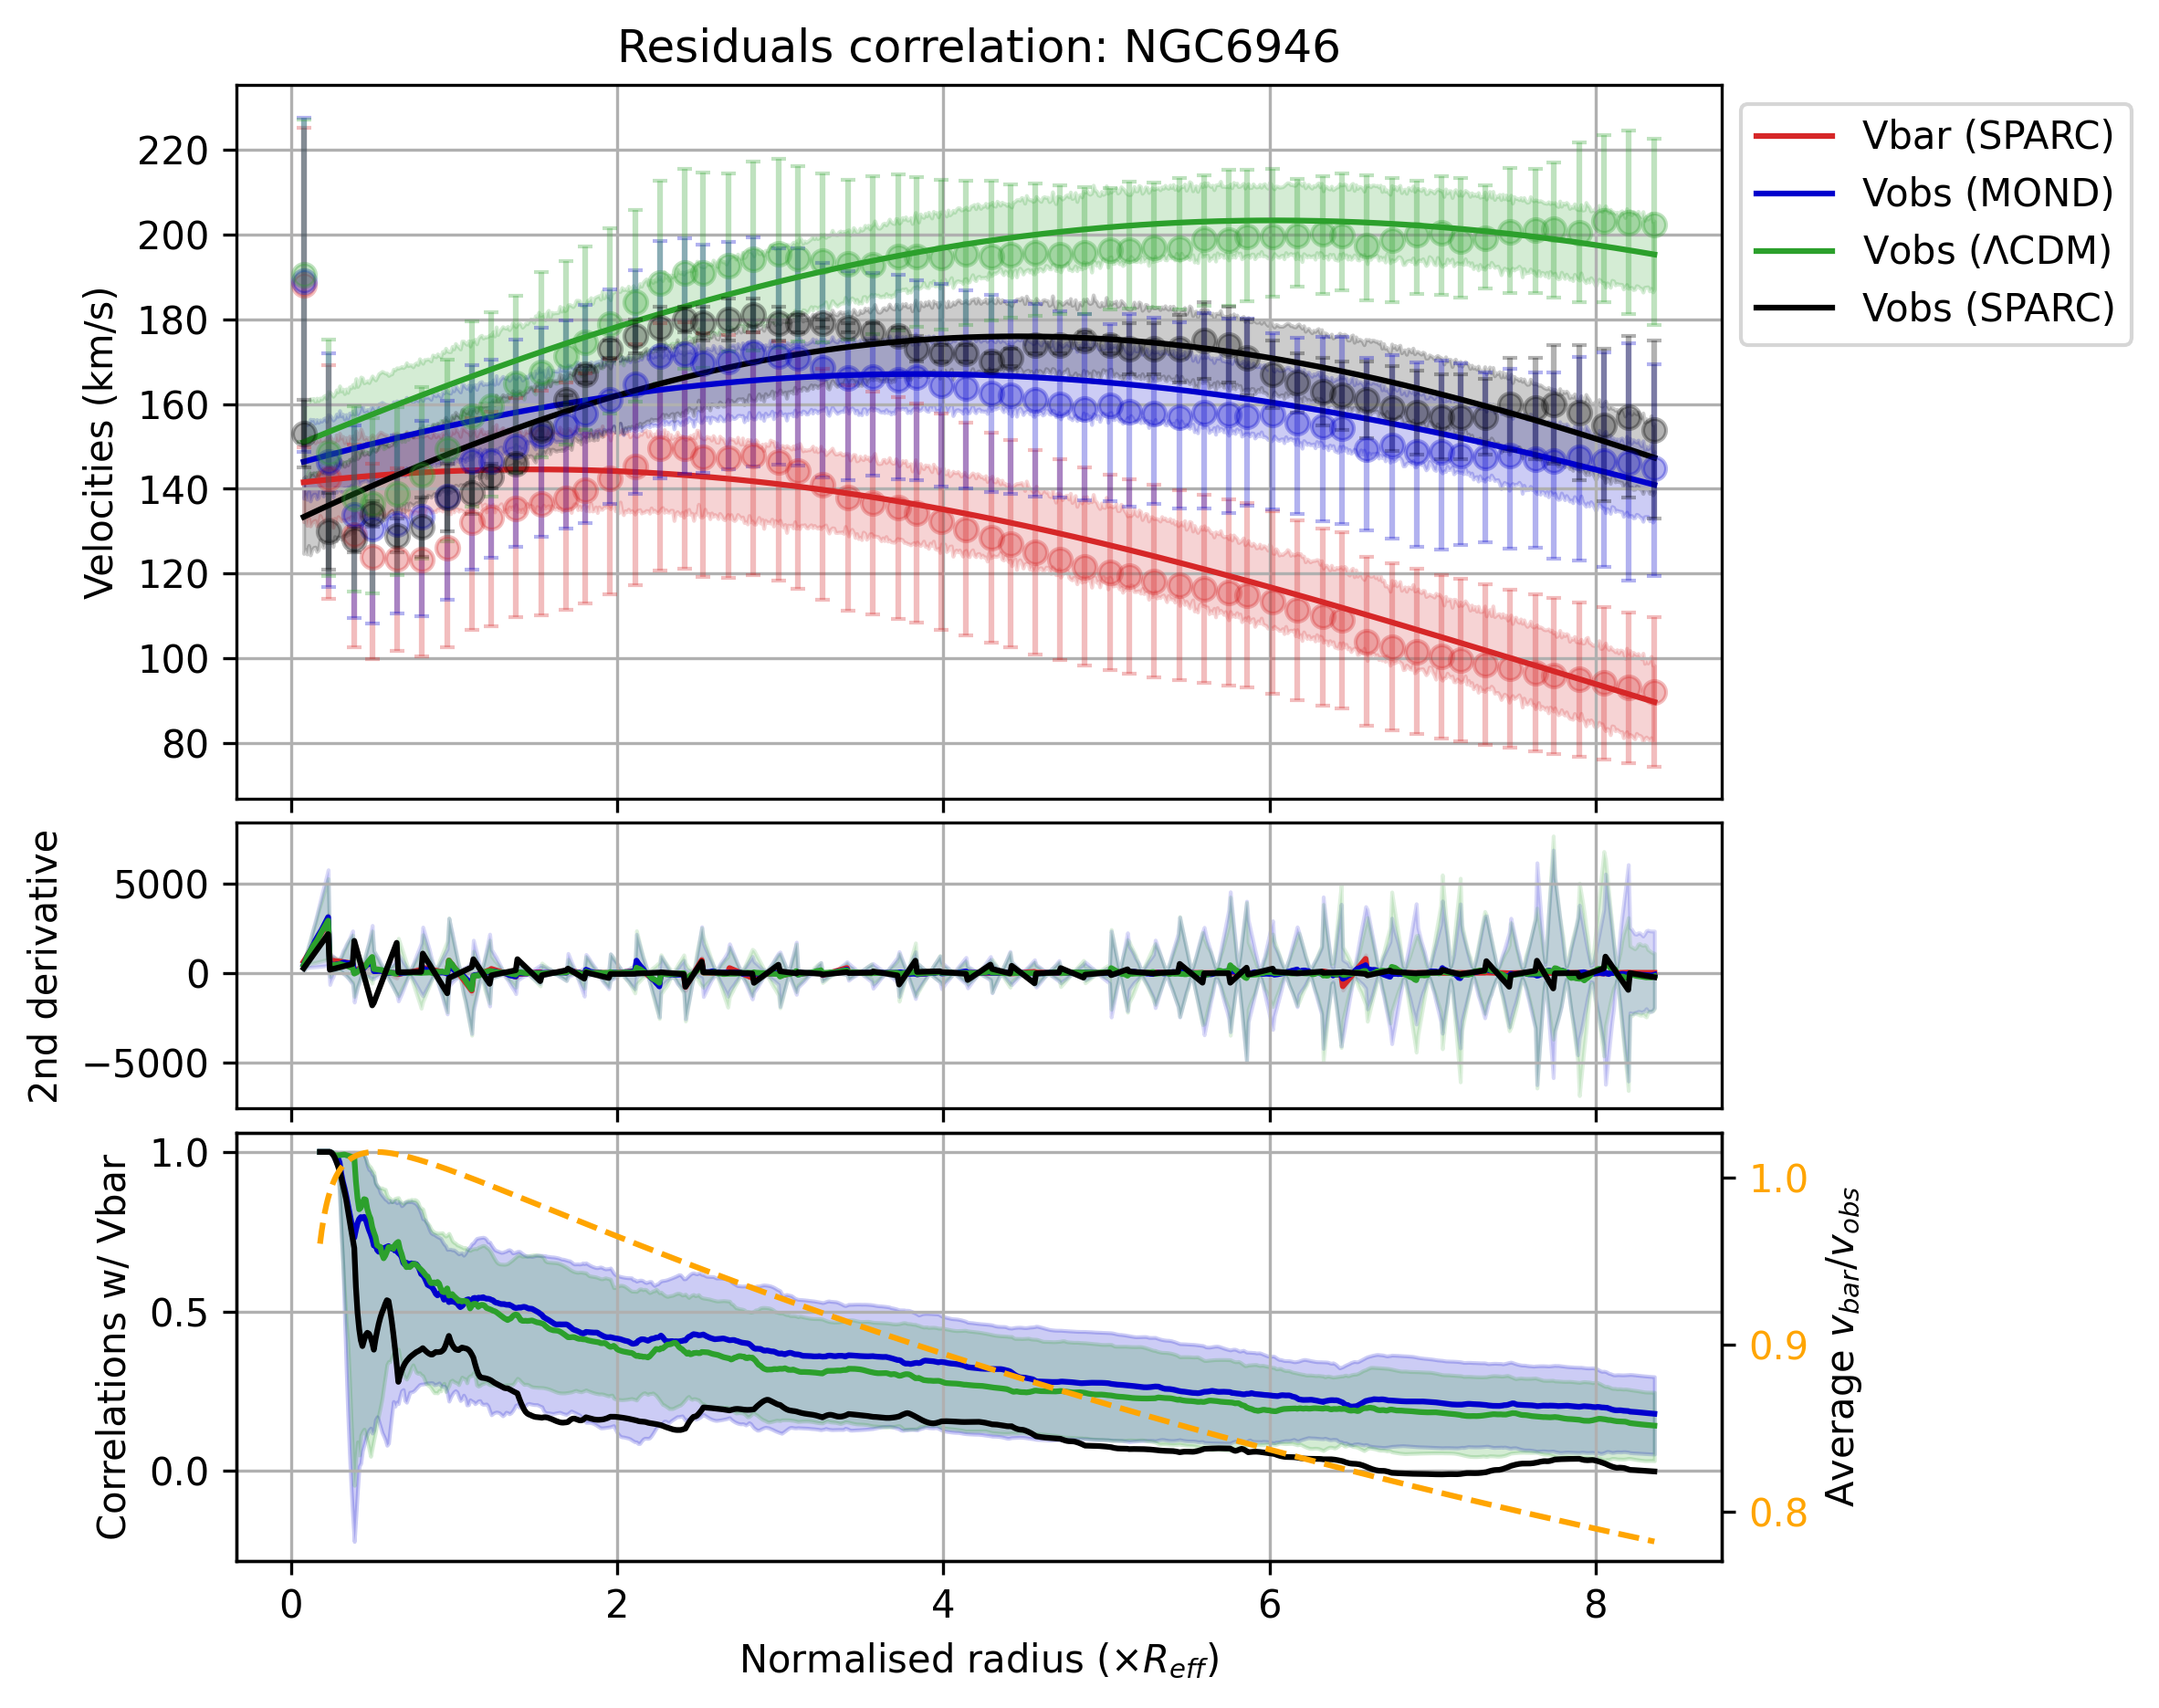 Residuals correlation: NGC6946
Velocities (km/s)
220
200
180
160
140
120
100
80
Vbar (SPARC)
Vobs (MOND)
Vobs (ΛCDM)
Vobs (SPARC)
2nd derivative
5000
0
−5000
Correlations w/ Vbar
1.0
0.5
0.0
1.0
0.9
0.8
Average v_bar/v_obs
0 2 4 6 8
Normalised radius (×R_eff)